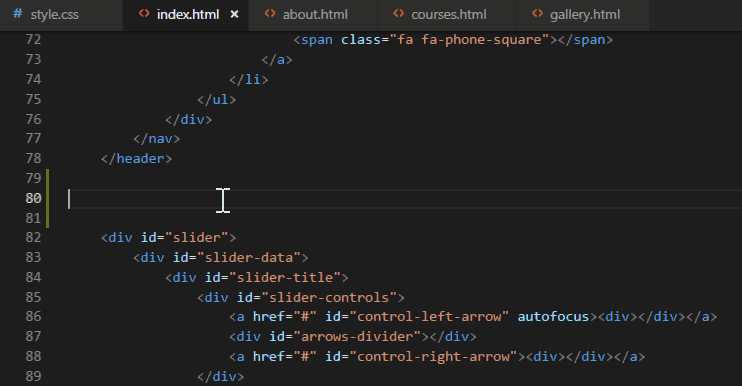 # style.css <> index.html × <> about.html <> courses.html <> gallery.html
72 <span class="fa fa-phone-square"></span>
73 </a>
74 </li>
75 </ul>
76 </div>
77 </nav>
78 </header>
79
80
81
82 <div id="slider">
83 <div id="slider-data">
84 <div id="slider-title">
85 <div id="slider-controls">
86 <a href="#" id="control-left-arrow" autofocus><div></div></a>
87 <div id="arrows-divider"></div>
88 <a href="#" id="control-right-arrow"><div></div></a>
89 </div>